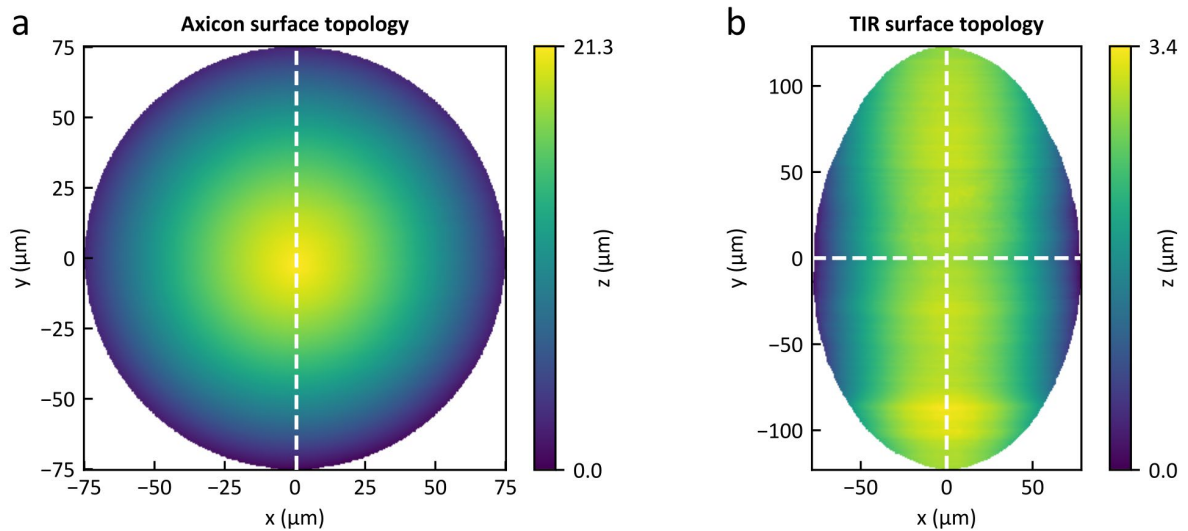 a
Axicon surface topology
75
50
25
0
−25
−50
−75
y (µm)
−75 −50 −25 0 25 50 75
x (µm)
21.3
z (µm)
0.0
b
TIR surface topology
100
50
0
−50
−100
y (µm)
−50 0 50
x (µm)
3.4
z (µm)
0.0